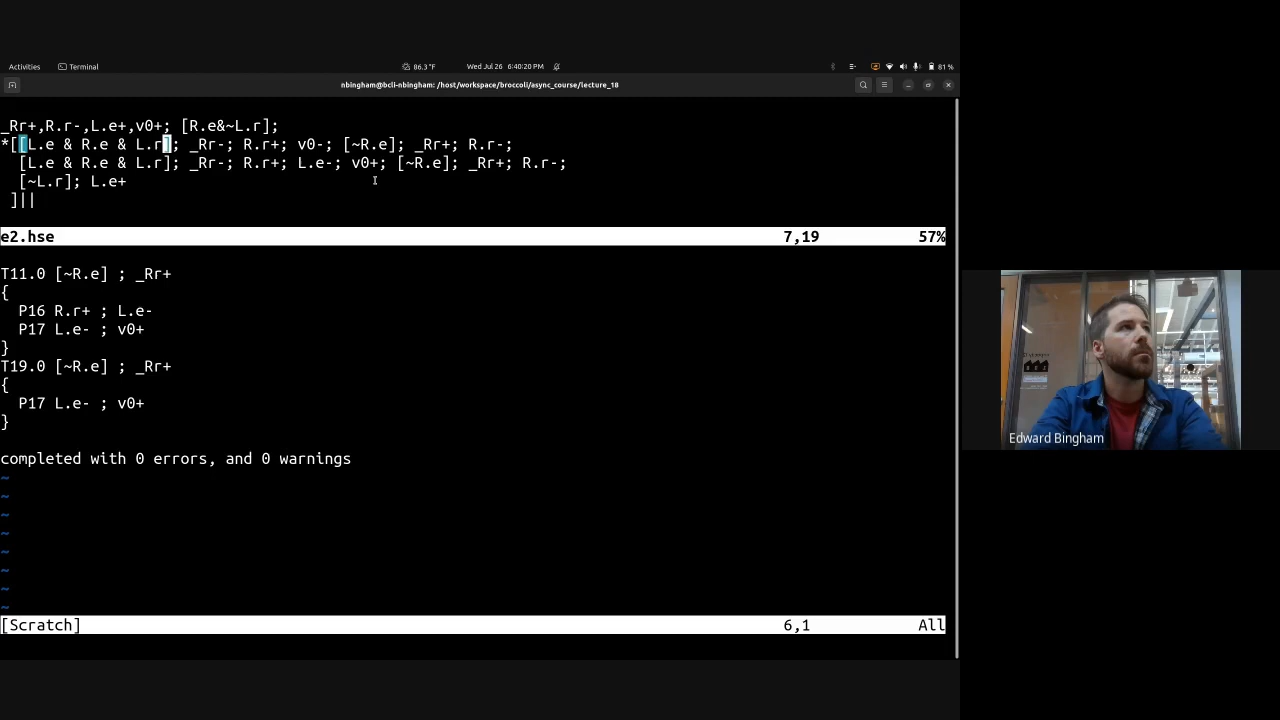 Activities Terminal 86.3 °F Wed Jul 26 6:40:20 PM 81 %
nbingham@bcli-nbingham: /host/workspace/broccoli/async_course/lecture_18
_Rr+,R.r-,L.e+,v0+; [R.e&~L.r];
*[[L.e & R.e & L.r]; _Rr-; R.r+; v0-; [~R.e]; _Rr+; R.r-;
[L.e & R.e & L.r]; _Rr-; R.r+; L.e-; v0+; [~R.e]; _Rr+; R.r-;
[~L.r]; L.e+
]||
e2.hse 7,19 57%
T11.0 [~R.e] ; _Rr+
{
P16 R.r+ ; L.e-
P17 L.e- ; v0+
}
T19.0 [~R.e] ; _Rr+
{
P17 L.e- ; v0+
}
completed with 0 errors, and 0 warnings
~
~
~
~
~
~
~
~
[Scratch] 6,1 All
Edward Bingham